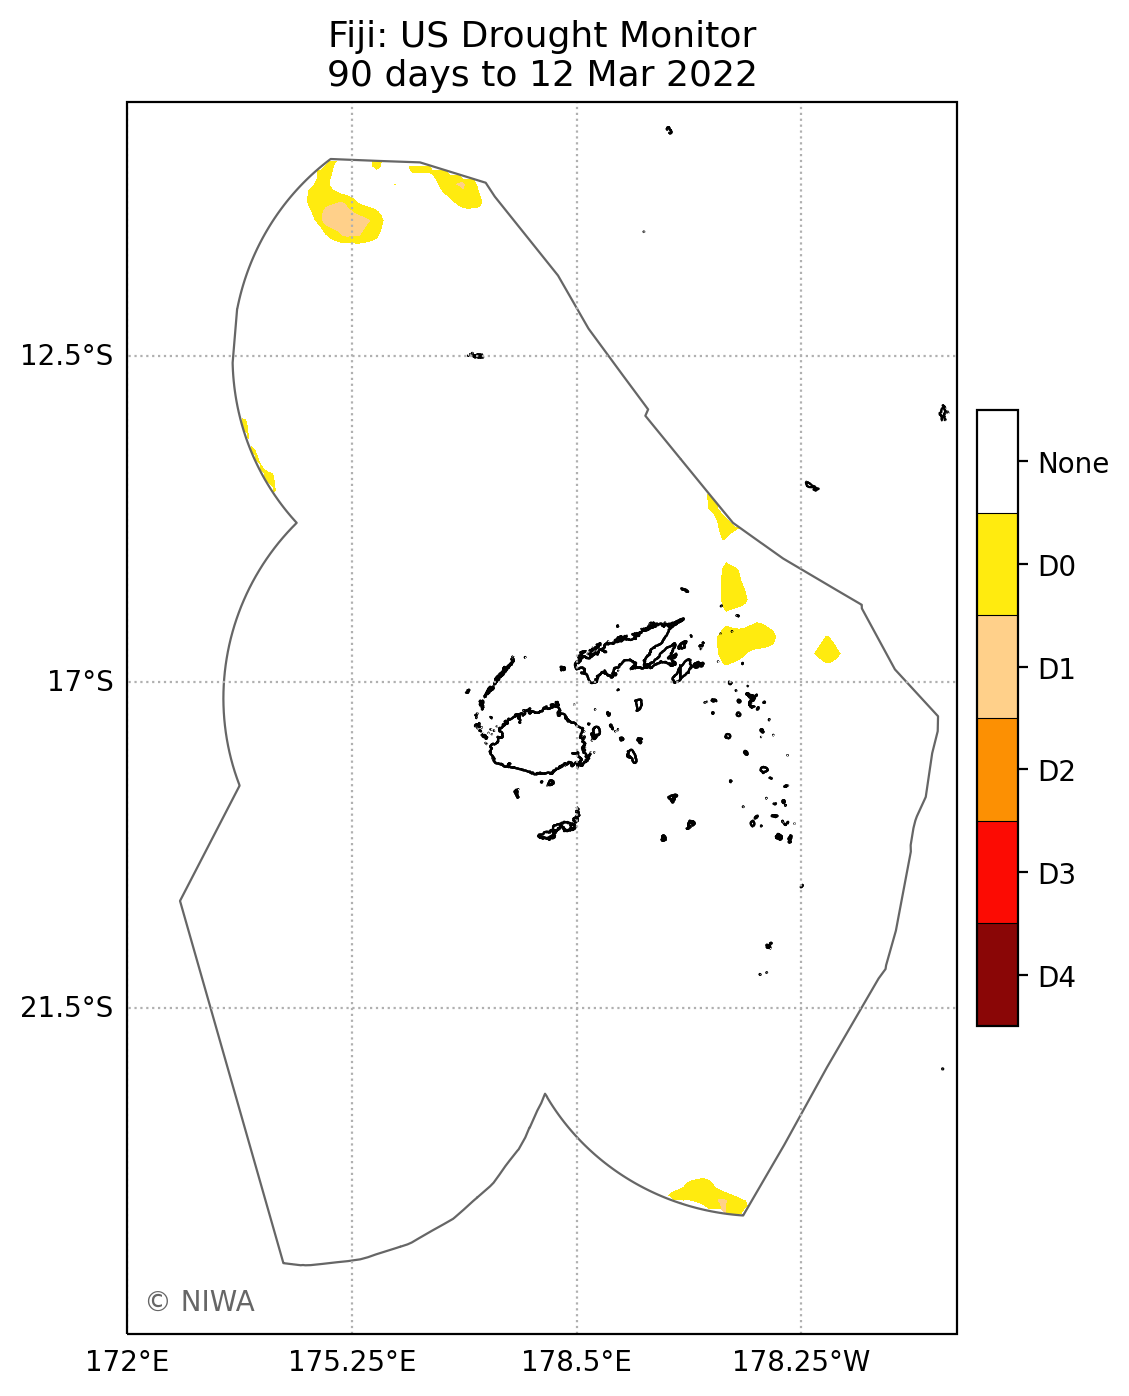 Fiji: US Drought Monitor
90 days to 12 Mar 2022
12.5°S
17°S
21.5°S
172°E
175.25°E
178.5°E
178.25°W
None
D0
D1
D2
D3
D4
© NIWA